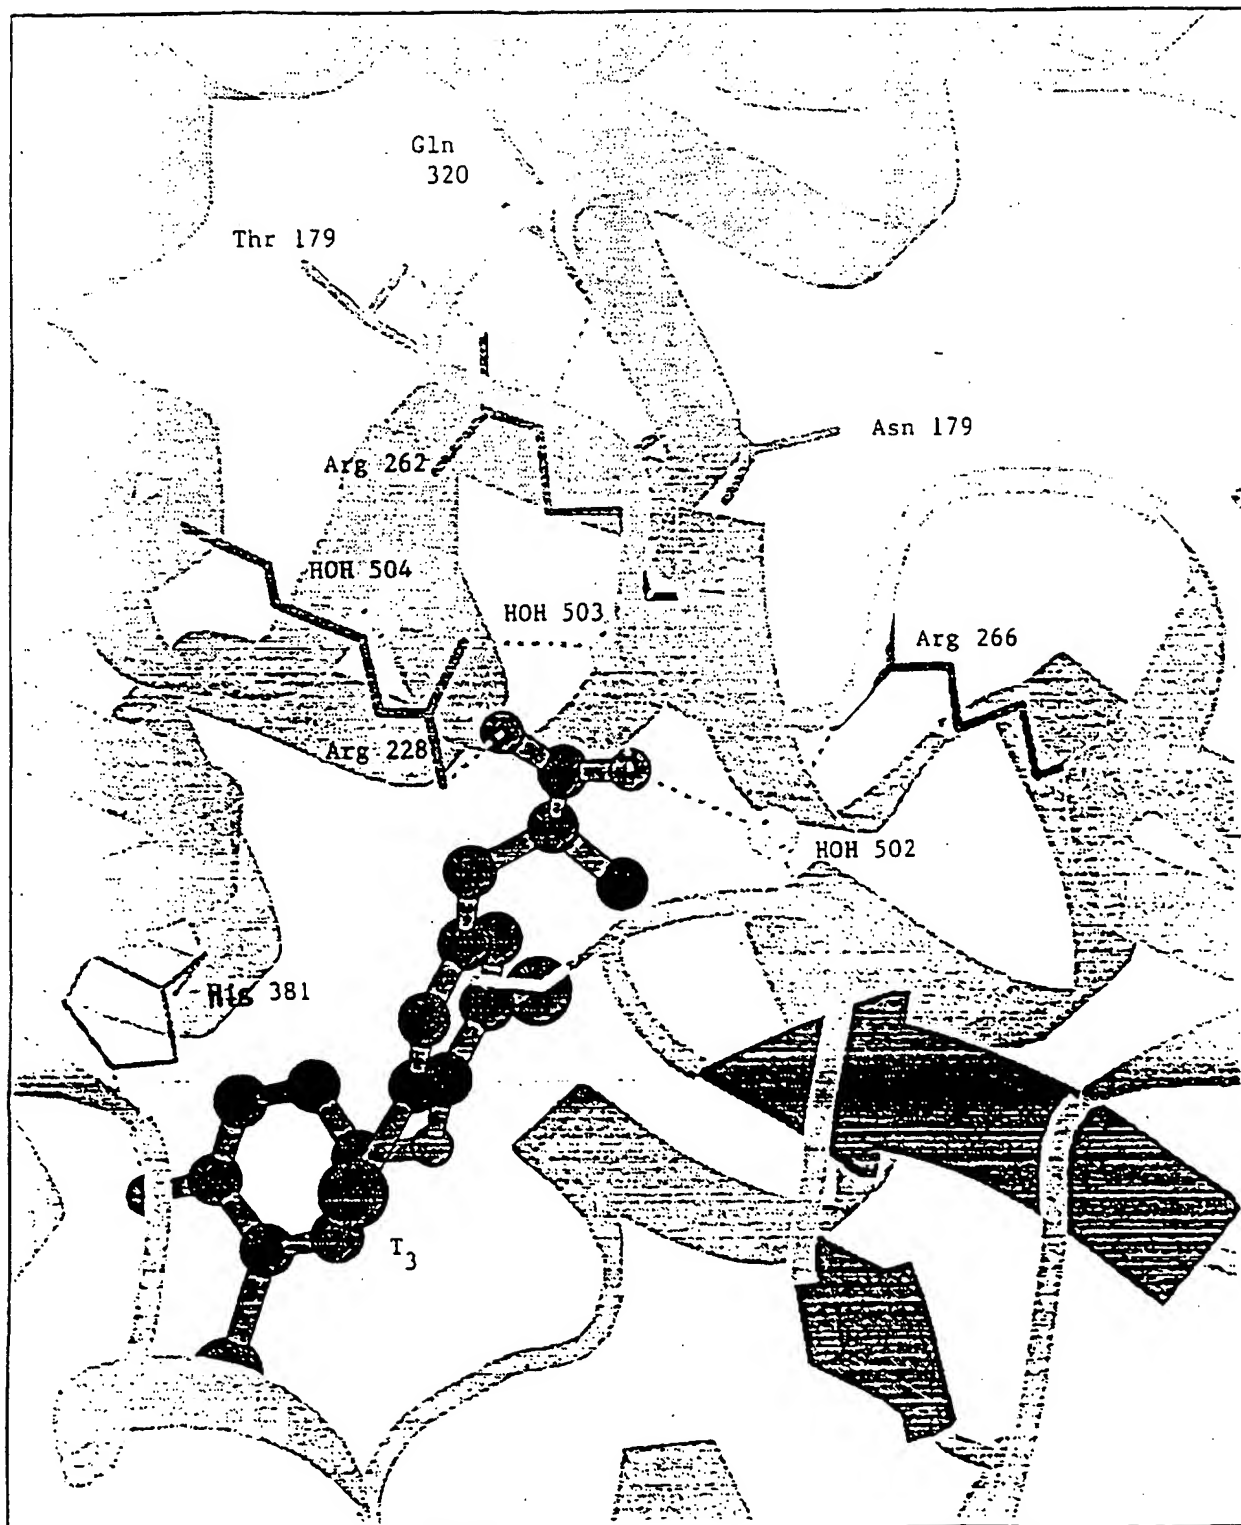 Gln
320
Thr 179
Asn 179
Arg 262
HOH 504
HOH 503
Arg 266
Arg 228
HOH 502
His 381
T3